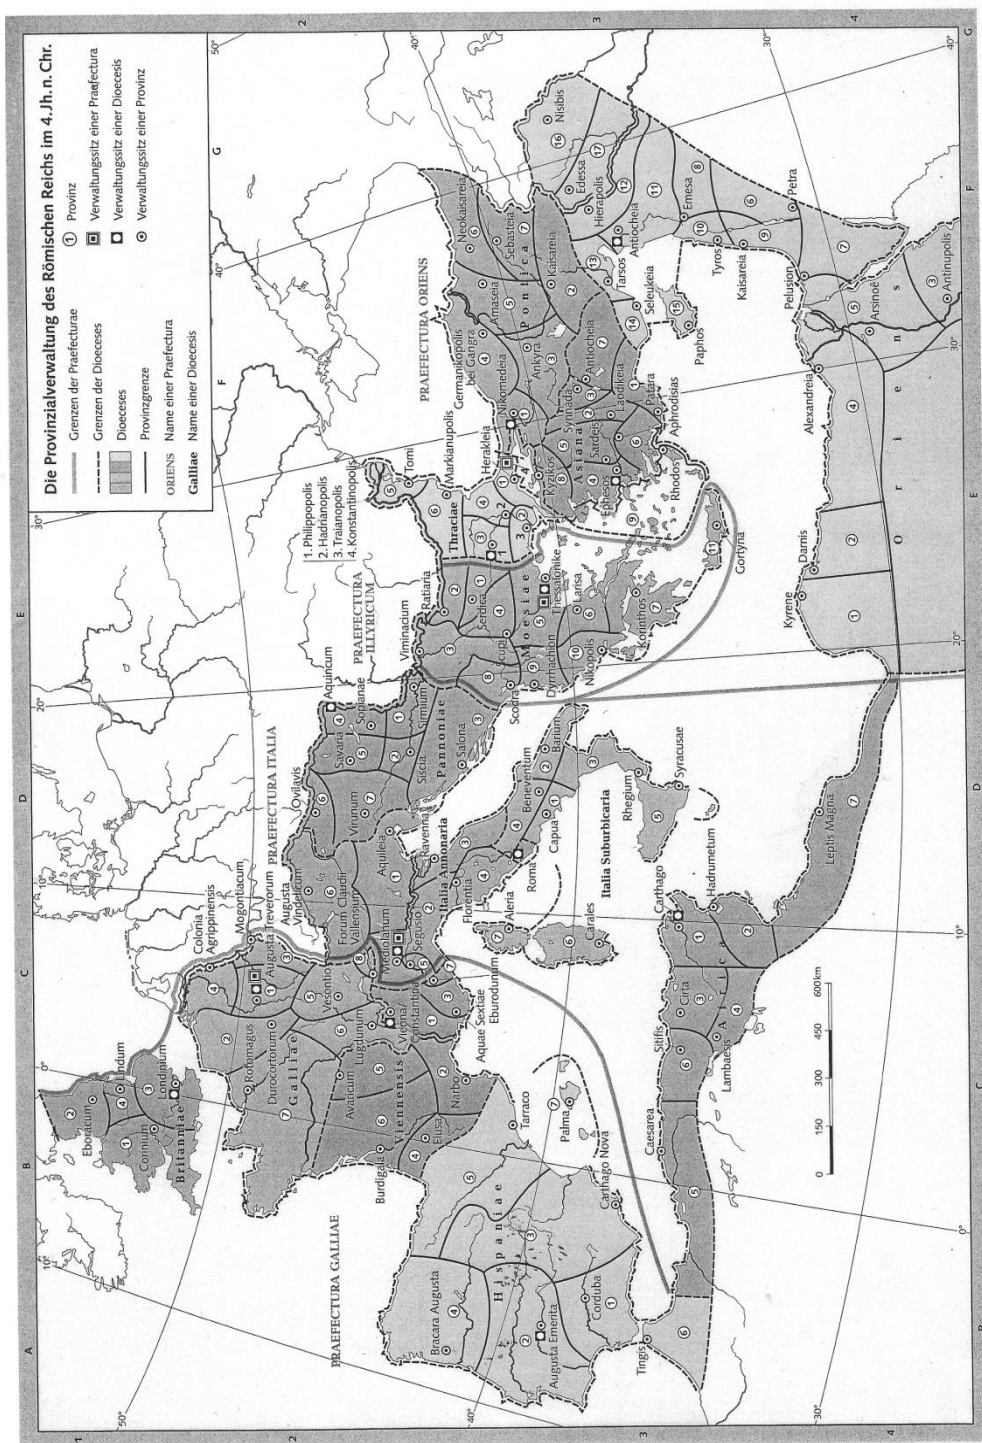 Die Provinzialverwaltung des Römischen Reichs im 4. Jh. n. Chr.
Grenzen der Praefecturae
Grenzen der Dioeceses
Dioeceses
Provinzgrenze
ORIENS Name einer Praefectura
Galliae Name einer Dioecesis
1 Provinz
Verwaltungssitz einer Praefectura
Verwaltungssitz einer Dioecesis
Verwaltungssitz einer Provinz
1. Philippopolis
2. Hadrianopolis
3. Traianopolis
4. Konstantinopolis
PRAEFECTURA GALLIAE
PRAEFECTURA ITALIA
PRAEFECTURA ILLYRICUM
PRAEFECTURA ORIENS
Britanniae
Eboracum
Lindum
Corinium
Londinium
Galliae
Colonia Agrippinensis
Mogontiacum
Augusta Treverorum
Rotomagus
Durocortorum
Vesontio
Lugdunum
Viennensis
Avaricum
Vienna
Constantina
Burdigala
Elusa
Narbo
Aquae Sextiae
Eburodunum
Segusio
Hispaniae
Bracara Augusta
Augusta Emerita
Corduba
Carthago Nova
Tarraco
Palma
Tingis
Italia Annonaria
Augusta Vindelicum
Forum Claudii Vallensium
Mediolanum
Aquileia
Ravenna
Florentia
Italia Suburbicaria
Roma
Capua
Beneventum
Barium
Rhegium
Syracusae
Aleria
Carales
Pannoniae
Ovilavis
Virunum
Savaria
Sopianae
Aquincum
Siscia
Sirmium
Salona
Africa
Caesarea
Sitifis
Cirta
Lambaesis
Carthago
Hadrumetum
Leptis Magna
Moesiae
Viminacium
Ratiaria
Serdica
Scupi
Scodra
Dyrrhachion
Thessalonike
Larisa
Nikopolis
Korinthos
Gortyna
Thraciae
Tomi
Markianupolis
Herakleia
Asiana
Kyzikos
Sardeis
Ephesos
Synnada
Laodikeia
Antiocheia
Patara
Aphrodisias
Rhodos
Pontica
Nikomedeia
Germanikopolis bei Gangra
Ankyra
Amaseia
Neokaisareia
Sebasteia
Kaisareia
Oriens
Nisibis
Edessa
Hierapolis
Antiocheia
Tarsos
Seleukeia
Paphos
Emesa
Tyros
Kaisareia
Petra
Pelusion
Alexandreia
Arsinoë
Antinupolis
Darnis
Kyrene
0 150 300 450 600km